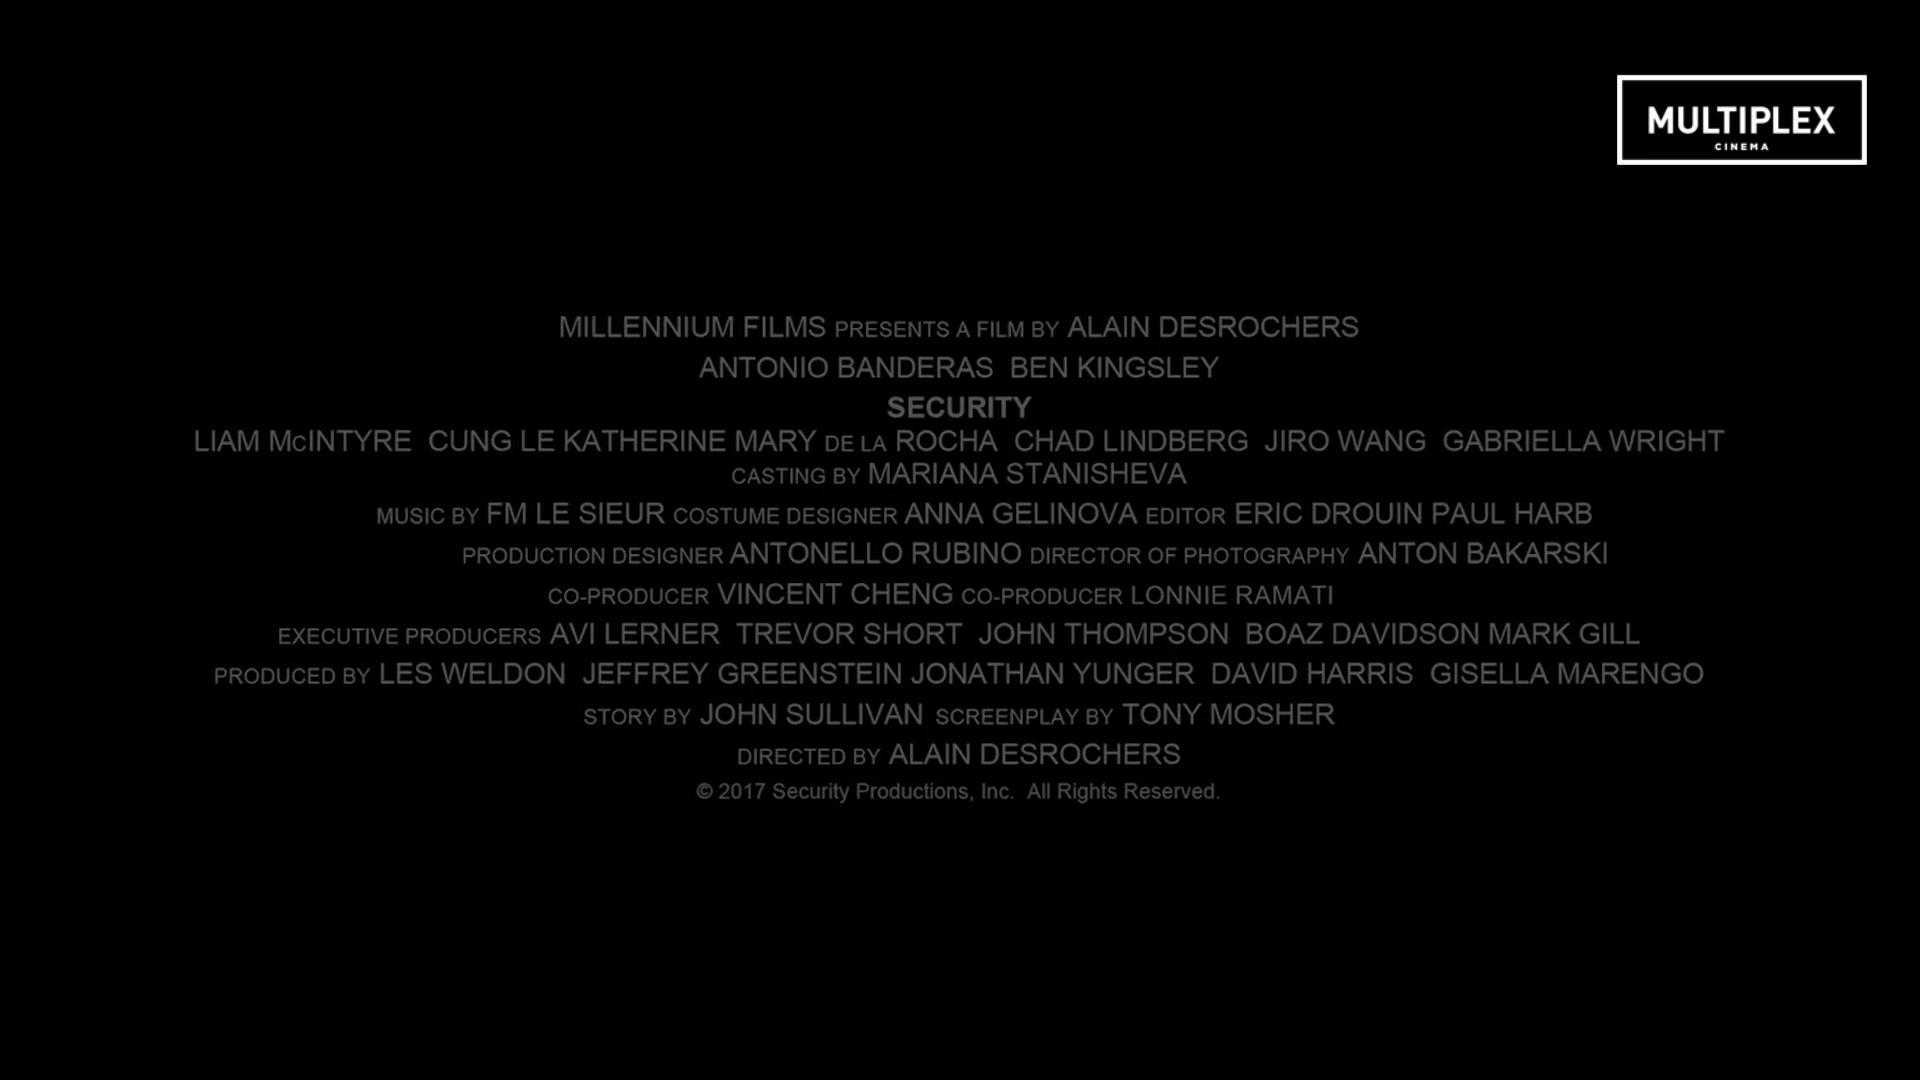 MULTIPLEX
CINEMA
MILLENNIUM FILMS PRESENTS A FILM BY ALAIN DESROCHERS
ANTONIO BANDERAS BEN KINGSLEY
SECURITY
LIAM McINTYRE CUNG LE KATHERINE MARY DE LA ROCHA CHAD LINDBERG JIRO WANG GABRIELLA WRIGHT
CASTING BY MARIANA STANISHEVA
MUSIC BY FM LE SIEUR COSTUME DESIGNER ANNA GELINOVA EDITOR ERIC DROUIN PAUL HARB
PRODUCTION DESIGNER ANTONELLO RUBINO DIRECTOR OF PHOTOGRAPHY ANTON BAKARSKI
CO-PRODUCER VINCENT CHENG CO-PRODUCER LONNIE RAMATI
EXECUTIVE PRODUCERS AVI LERNER TREVOR SHORT JOHN THOMPSON BOAZ DAVIDSON MARK GILL
PRODUCED BY LES WELDON JEFFREY GREENSTEIN JONATHAN YUNGER DAVID HARRIS GISELLA MARENGO
STORY BY JOHN SULLIVAN SCREENPLAY BY TONY MOSHER
DIRECTED BY ALAIN DESROCHERS
© 2017 Security Productions, Inc. All Rights Reserved.